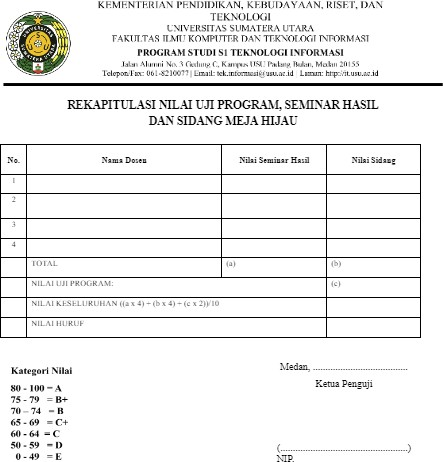 KEMENTERIAN PENDIDIKAN, KEBUDAYAAN, RISET, DAN
TEKNOLOGI
UNIVERSITAS SUMATERA UTARA
FAKULTAS ILMU KOMPUTER DAN TEKNOLOGI INFORMASI
PROGRAM STUDI S1 TEKNOLOGI INFORMASI
Jalan Alumni No. 3 Gedung C, Kampus USU Padang Bulan, Medan 20155
Telepon/Fax: 061-8210077 | Email: tek.informasi@usu.ac.id | Laman: http://it.usu.ac.id
REKAPITULASI NILAI UJI PROGRAM, SEMINAR HASIL
DAN SIDANG MEJA HIJAU
No. Nama Dosen Nilai Seminar Hasil Nilai Sidang
1
2
3
4
TOTAL (a) (b)
NILAI UJI PROGRAM: (c)
NILAI KESELURUHAN ((a x 4) + (b x 4) + (c x 2))/10
NILAI HURUF
Kategori Nilai
80 - 100 = A
75 - 79 = B+
70 – 74 = B
65 - 69 = C+
60 - 64 = C
50 - 59 = D
0 - 49 = E
Medan, ........................................
Ketua Penguji
(......................................................)
NIP.